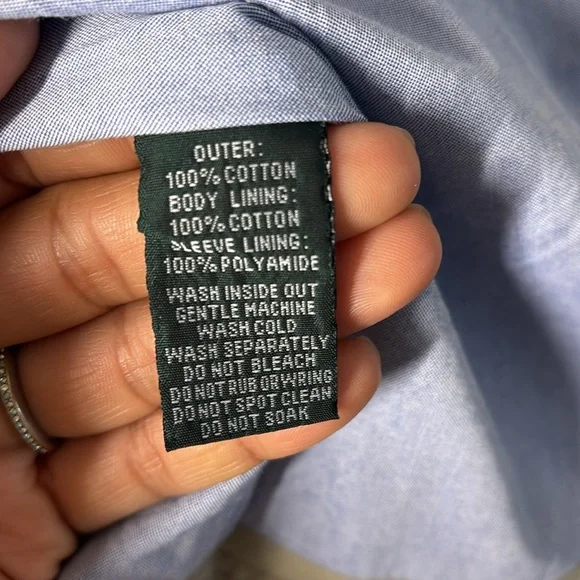 OUTER:
100% COTTON
BODY LINING:
100% COTTON
SLEEVE LINING:
100% POLYAMIDE
WASH INSIDE OUT
GENTLE MACHINE
WASH COLD
WASH SEPARATELY
DO NOT BLEACH
DO NOT RUB OR WRING
DO NOT SPOT CLEAN
DO NOT SOAK